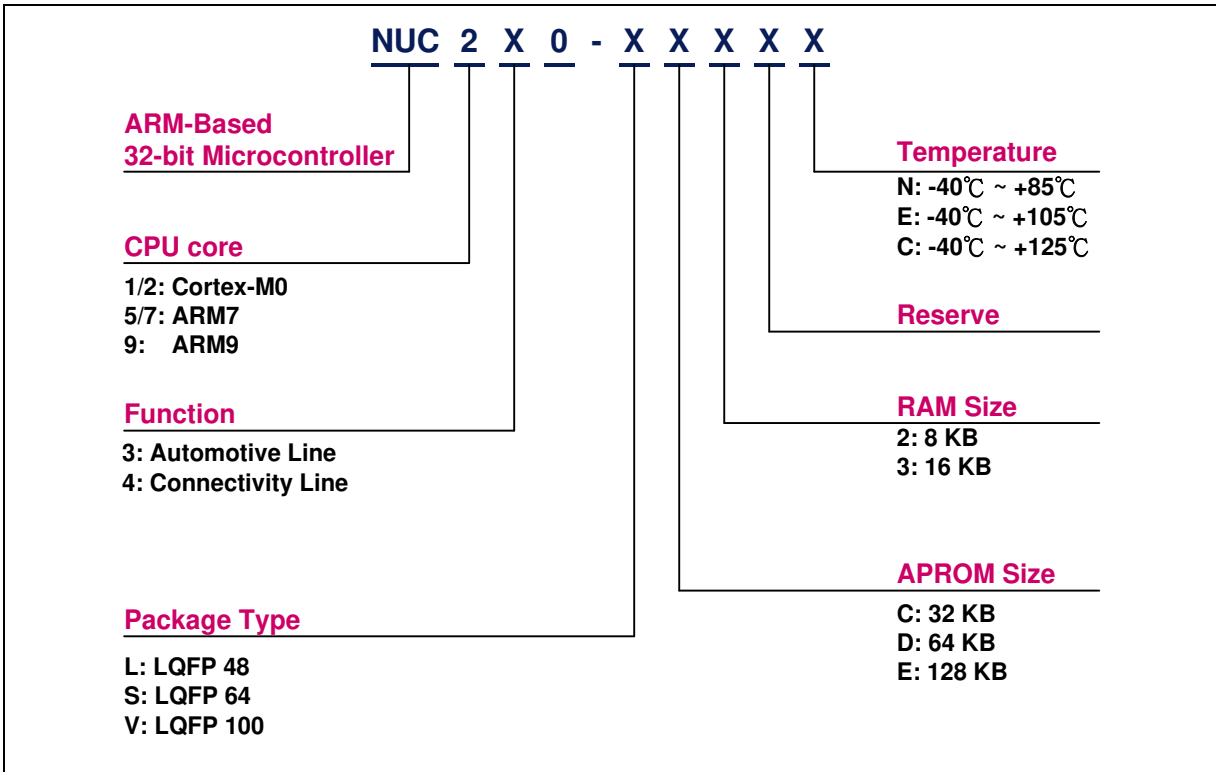 NUC 2 X 0 - X X X X X
ARM-Based
32-bit Microcontroller
CPU core
1/2: Cortex-M0
5/7: ARM7
9: ARM9
Function
3: Automotive Line
4: Connectivity Line
Package Type
L: LQFP 48
S: LQFP 64
V: LQFP 100
Temperature
N: -40℃ ~ +85℃
E: -40℃ ~ +105℃
C: -40℃ ~ +125℃
Reserve
RAM Size
2: 8 KB
3: 16 KB
APROM Size
C: 32 KB
D: 64 KB
E: 128 KB